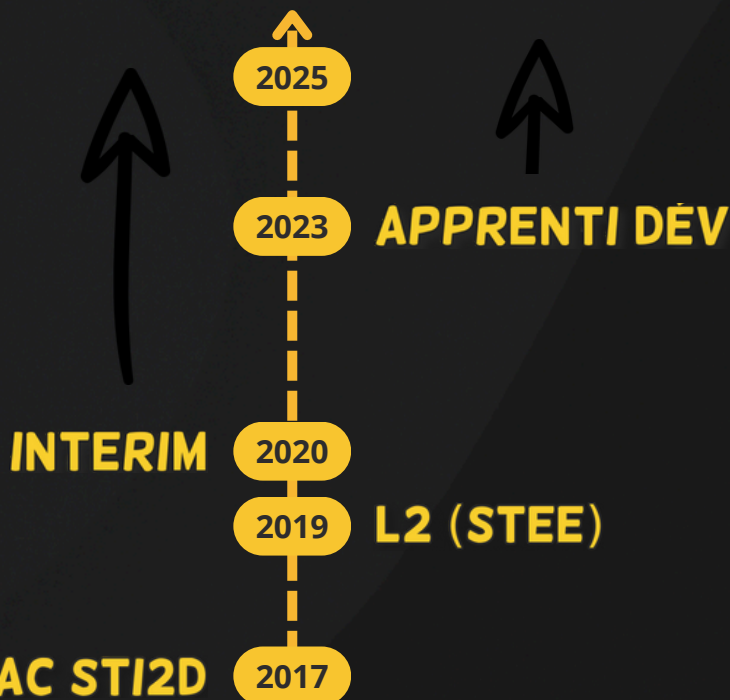 2025
2023 APPRENTI DÉV
INTERIM 2020
2019 L2 (STEE)
AC STI2D 2017